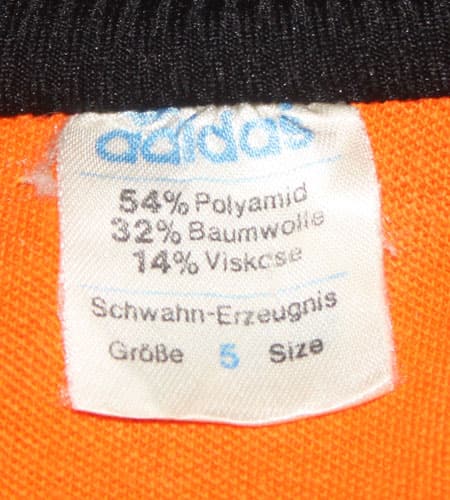 adidas
54% Polyamid
32% Baumwolle
14% Viskose
Schwahn-Erzeugnis
Größe 5 Size